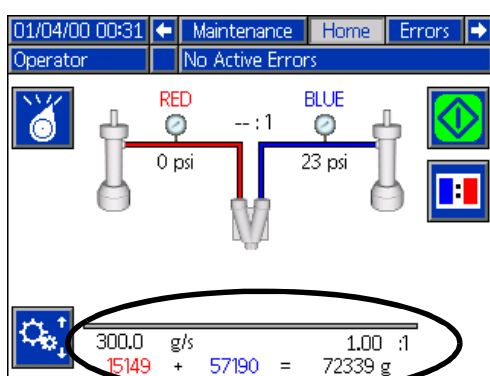 01/04/00 00:31 Maintenance Home Errors
Operator No Active Errors
RED BLUE
-- : 1
0 psi 23 psi
300.0 g/s 1.00 :1
15149 + 57190 = 72339 g